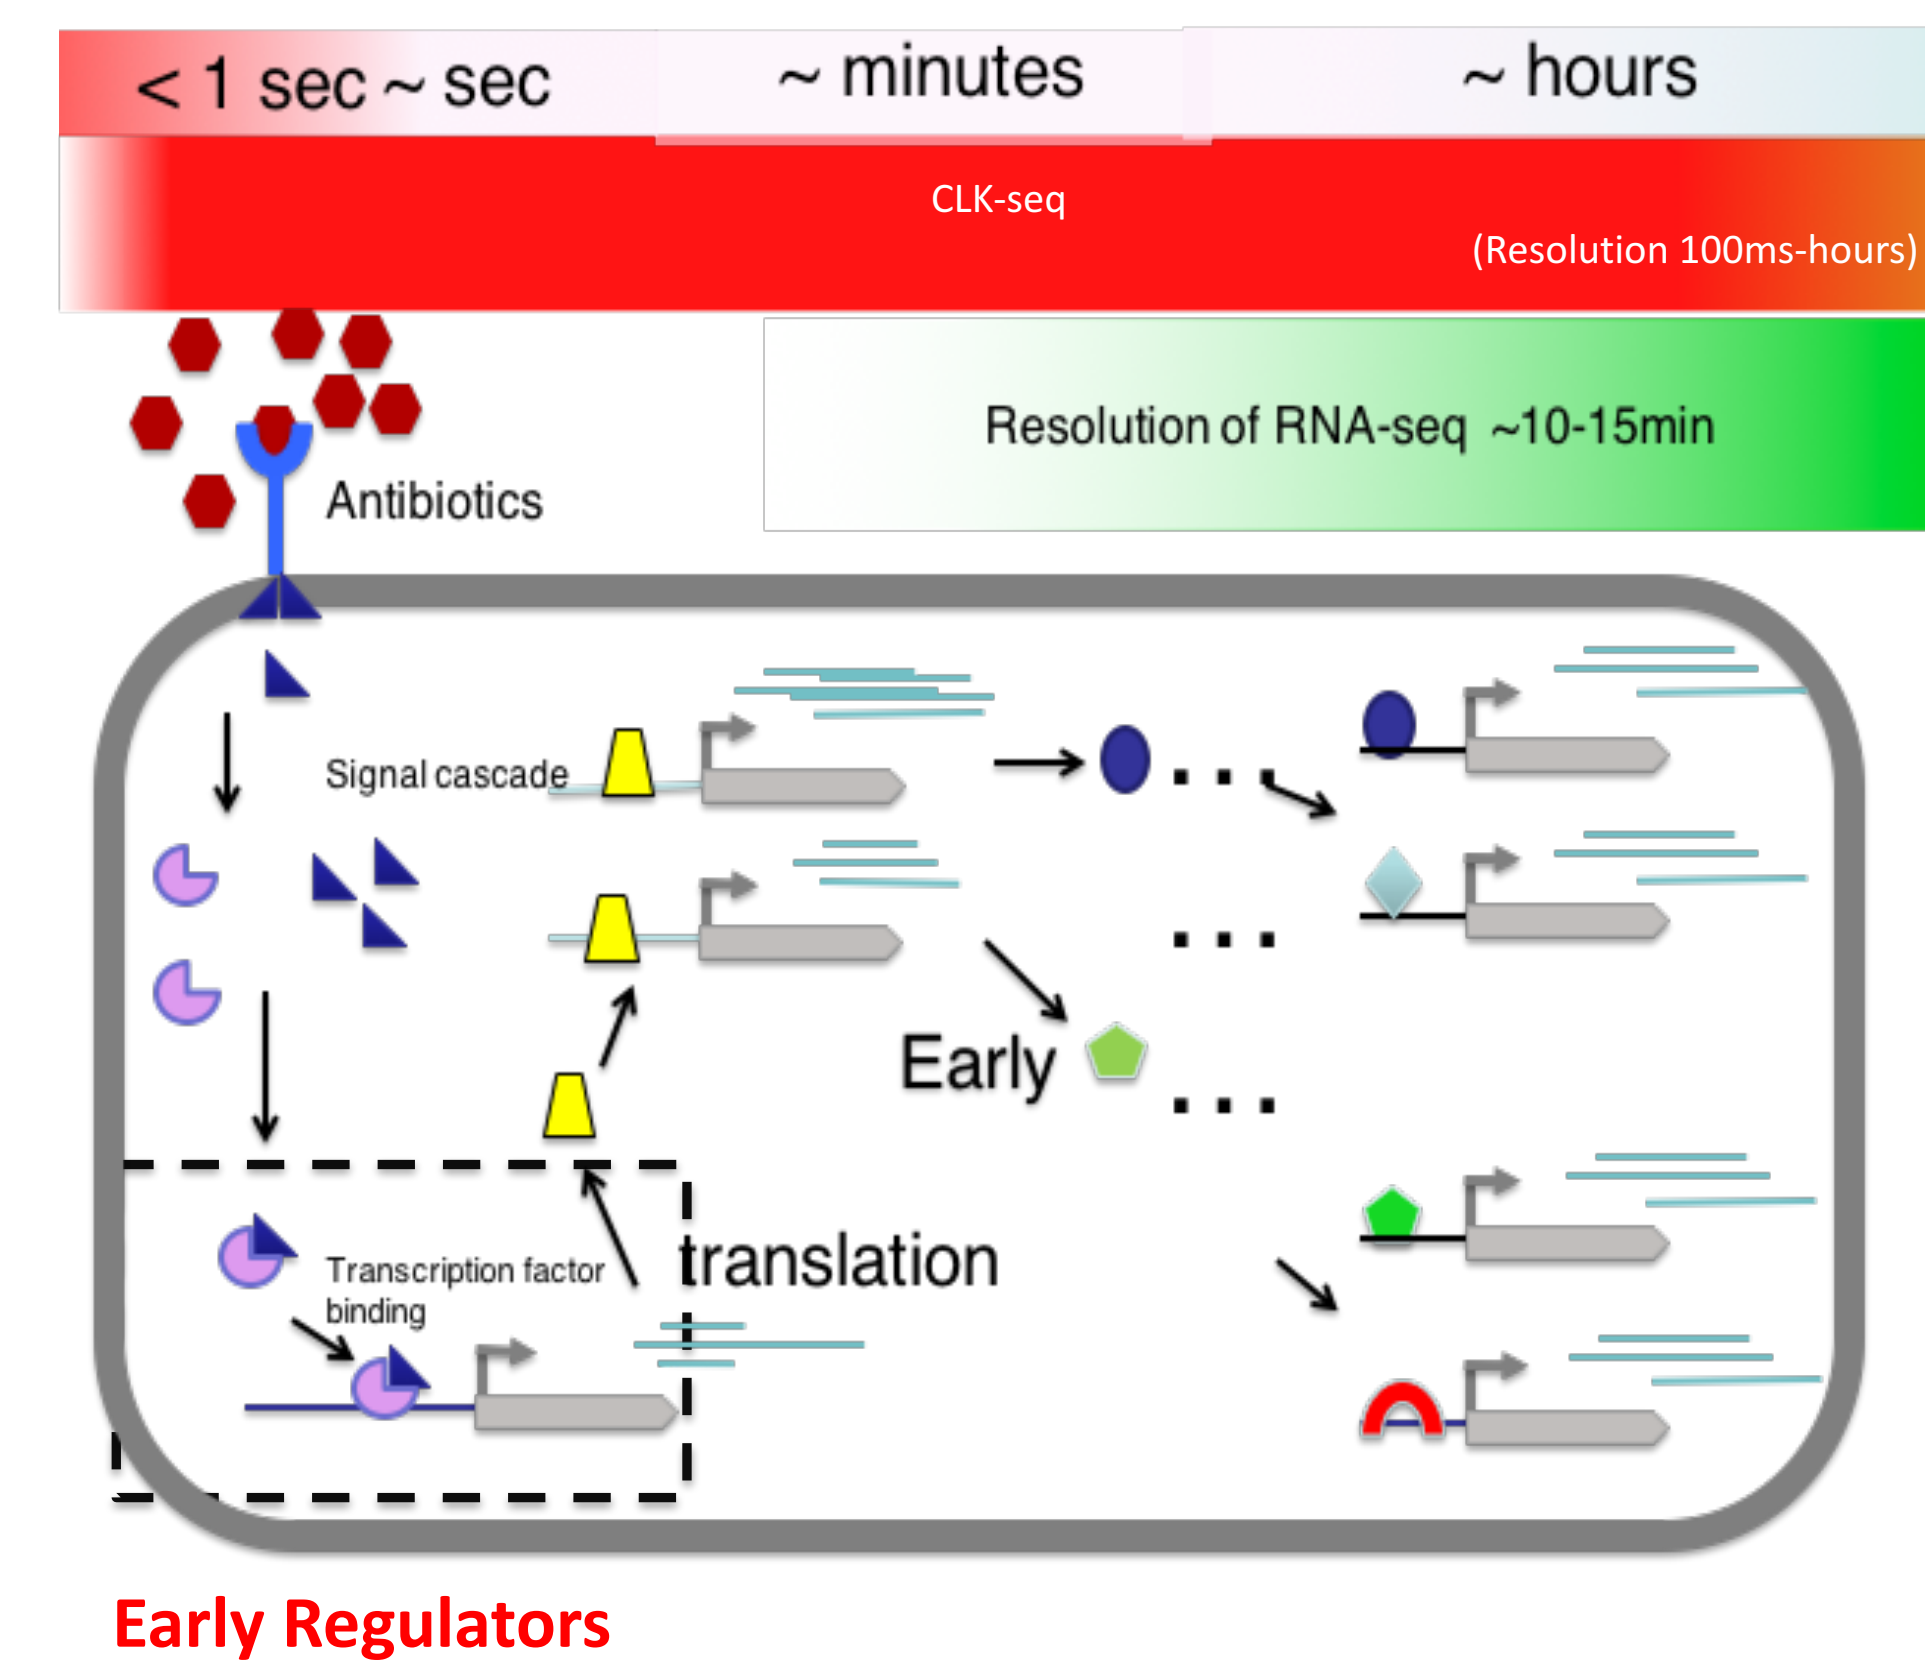 < 1 sec ~ sec
~ minutes
~ hours
CLK-seq
(Resolution 100ms-hours)
Resolution of RNA-seq ~10-15min
Antibiotics
Signal cascade
Early
translation
Transcription factor
binding
Early Regulators